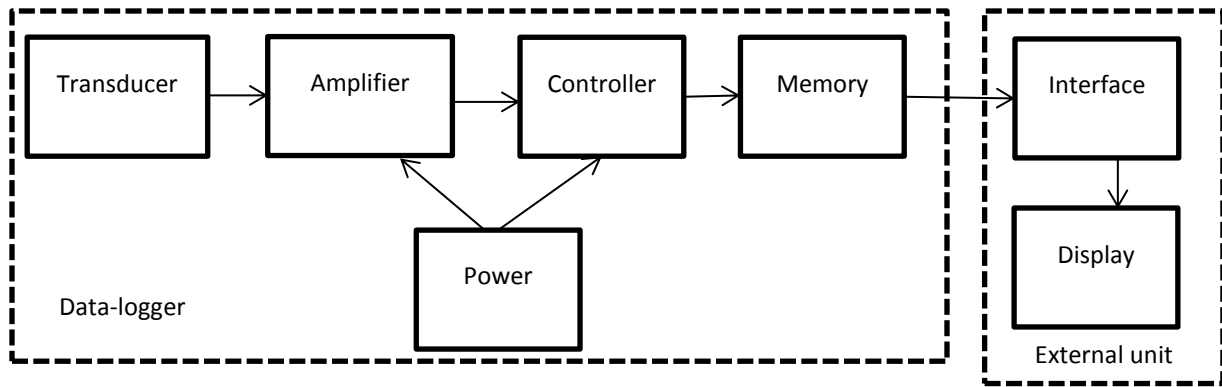 Transducer
Amplifier
Controller
Memory
Interface
Power
Display
Data-logger
External unit